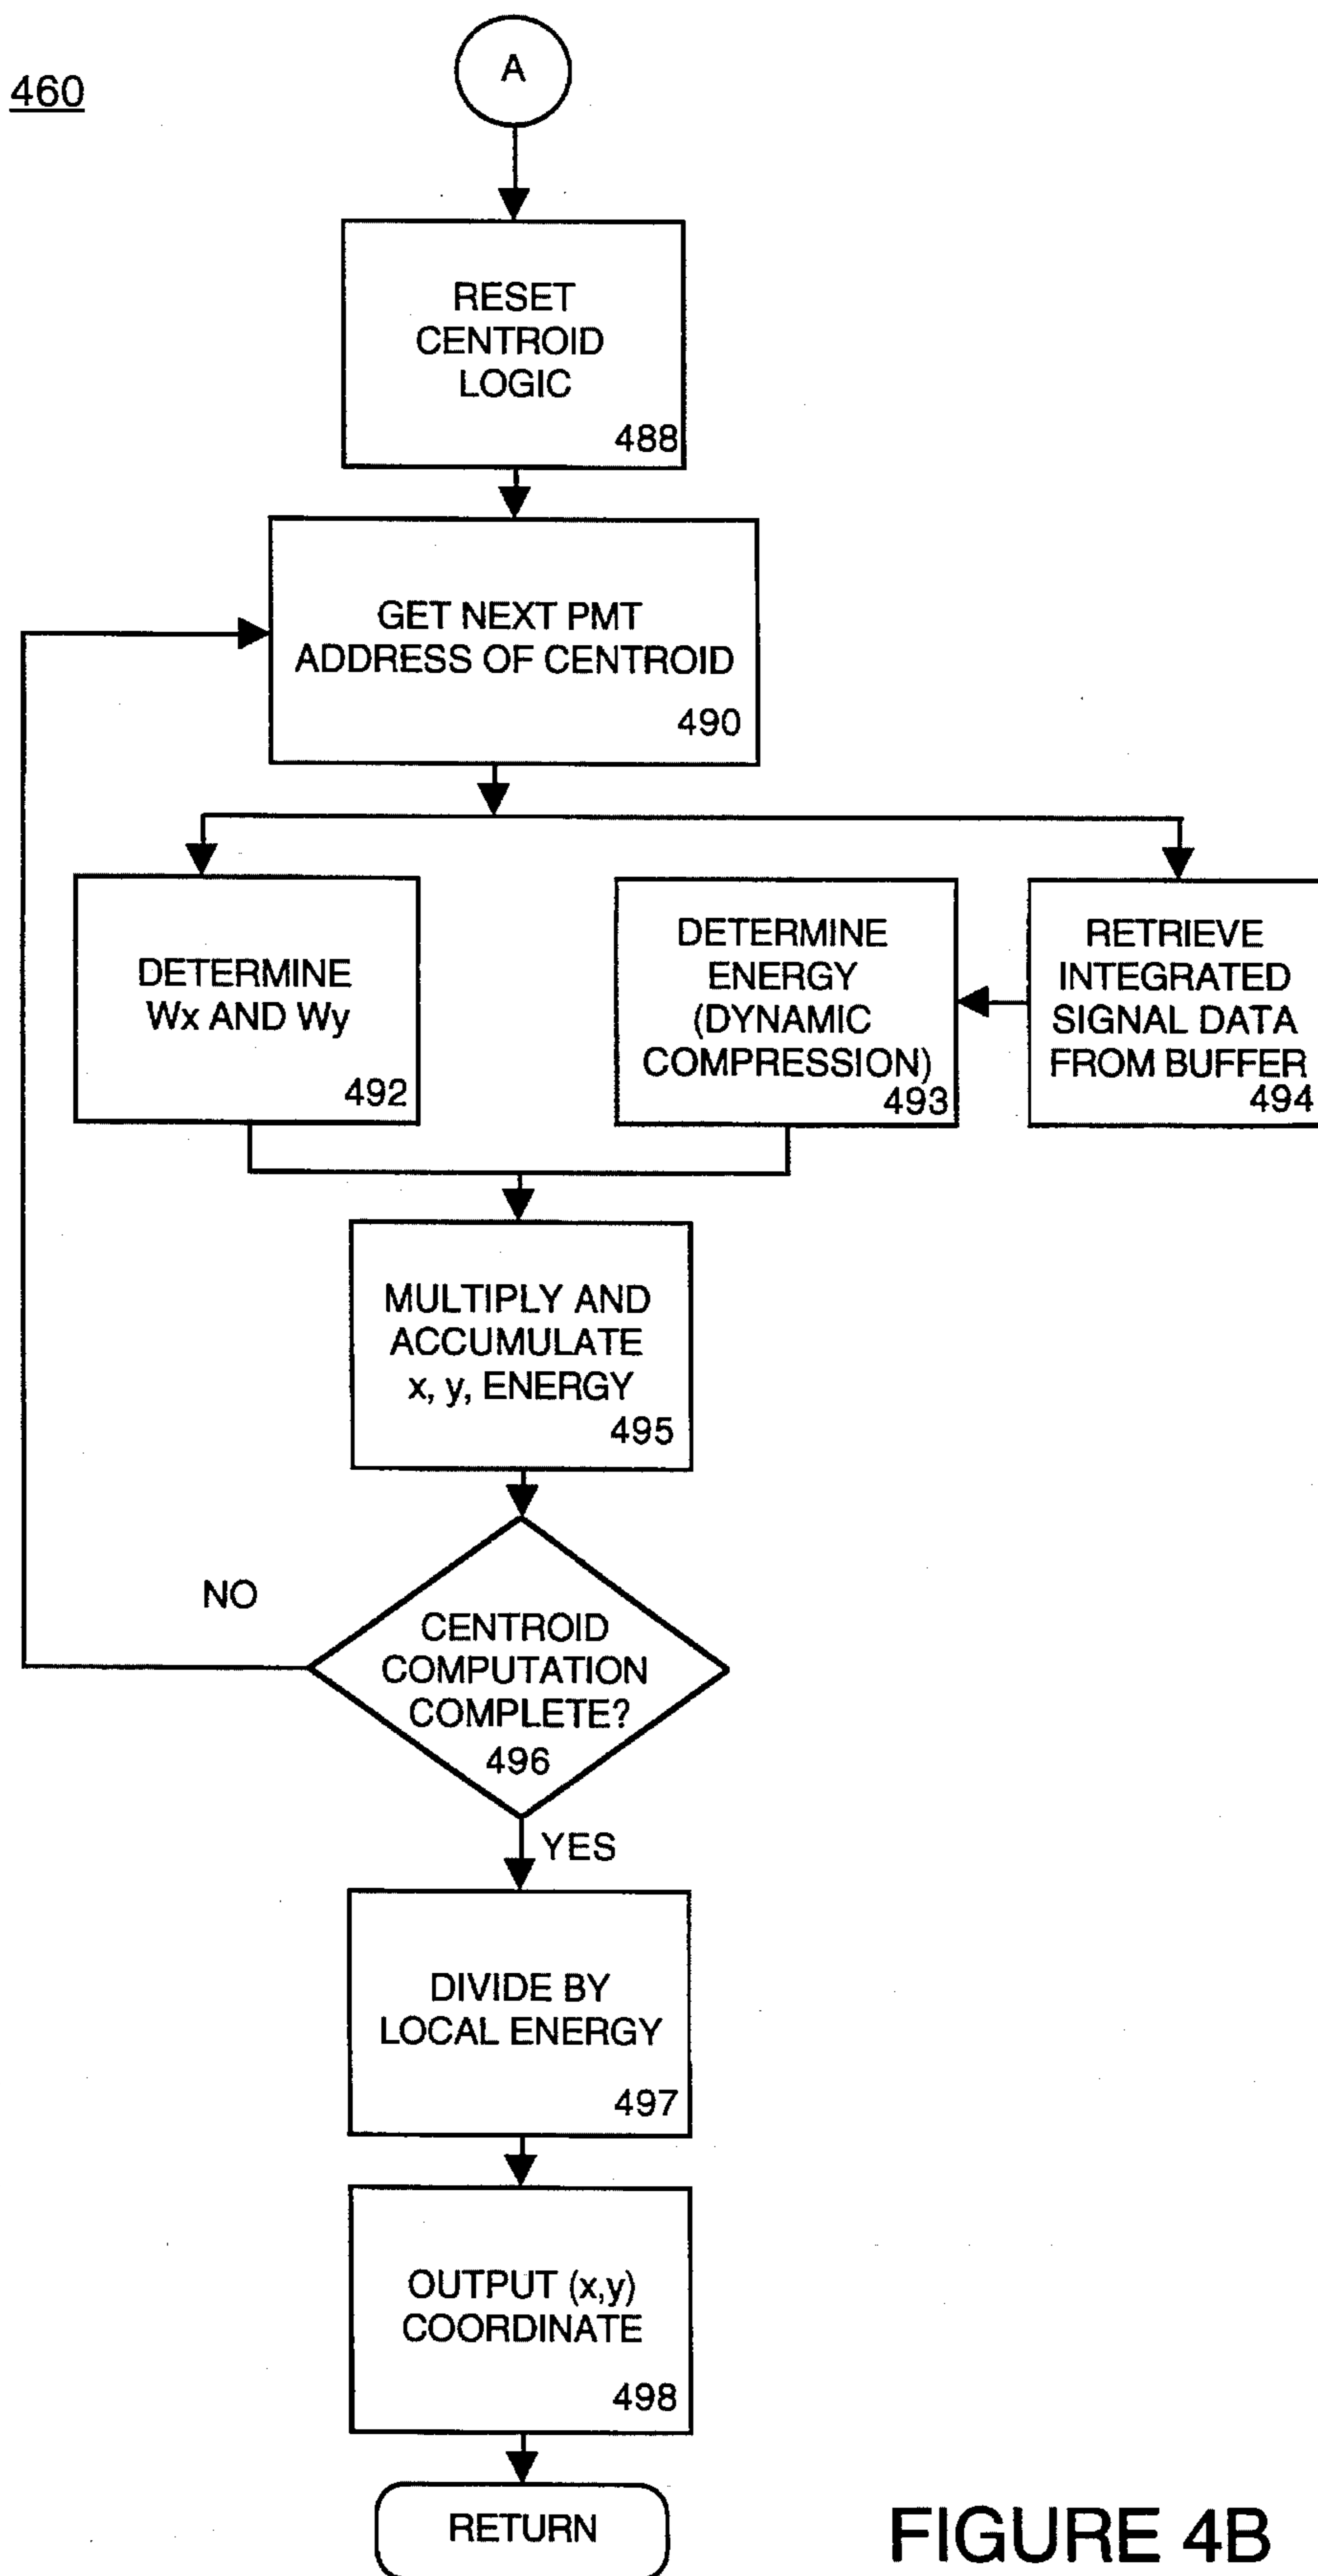 460
A
RESET
CENTROID
LOGIC
488
GET NEXT PMT
ADDRESS OF CENTROID
490
DETERMINE
Wx AND Wy
492
DETERMINE
ENERGY
(DYNAMIC
COMPRESSION)
493
RETRIEVE
INTEGRATED
SIGNAL DATA
FROM BUFFER
494
MULTIPLY AND
ACCUMULATE
x, y, ENERGY
495
NO
CENTROID
COMPUTATION
COMPLETE?
496
YES
DIVIDE BY
LOCAL ENERGY
497
OUTPUT (x,y)
COORDINATE
498
RETURN
FIGURE 4B